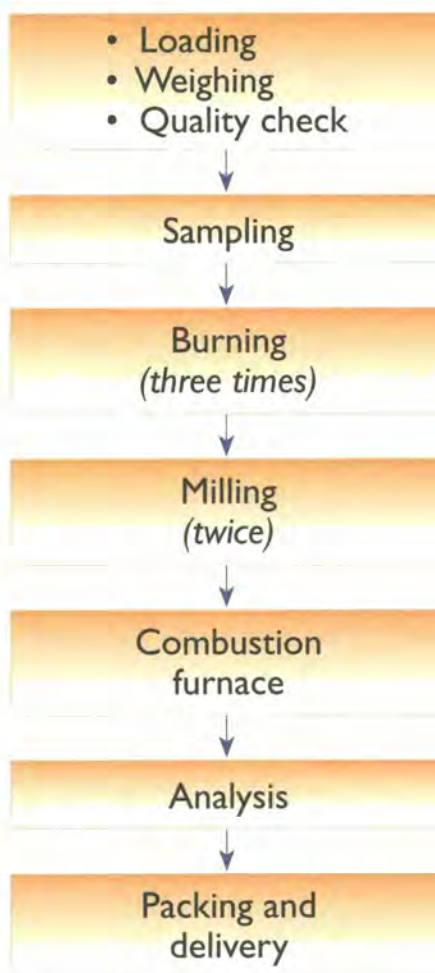 • Loading
• Weighing
• Quality check
Sampling
Burning
(three times)
Milling
(twice)
Combustion
furnace
Analysis
Packing and
delivery